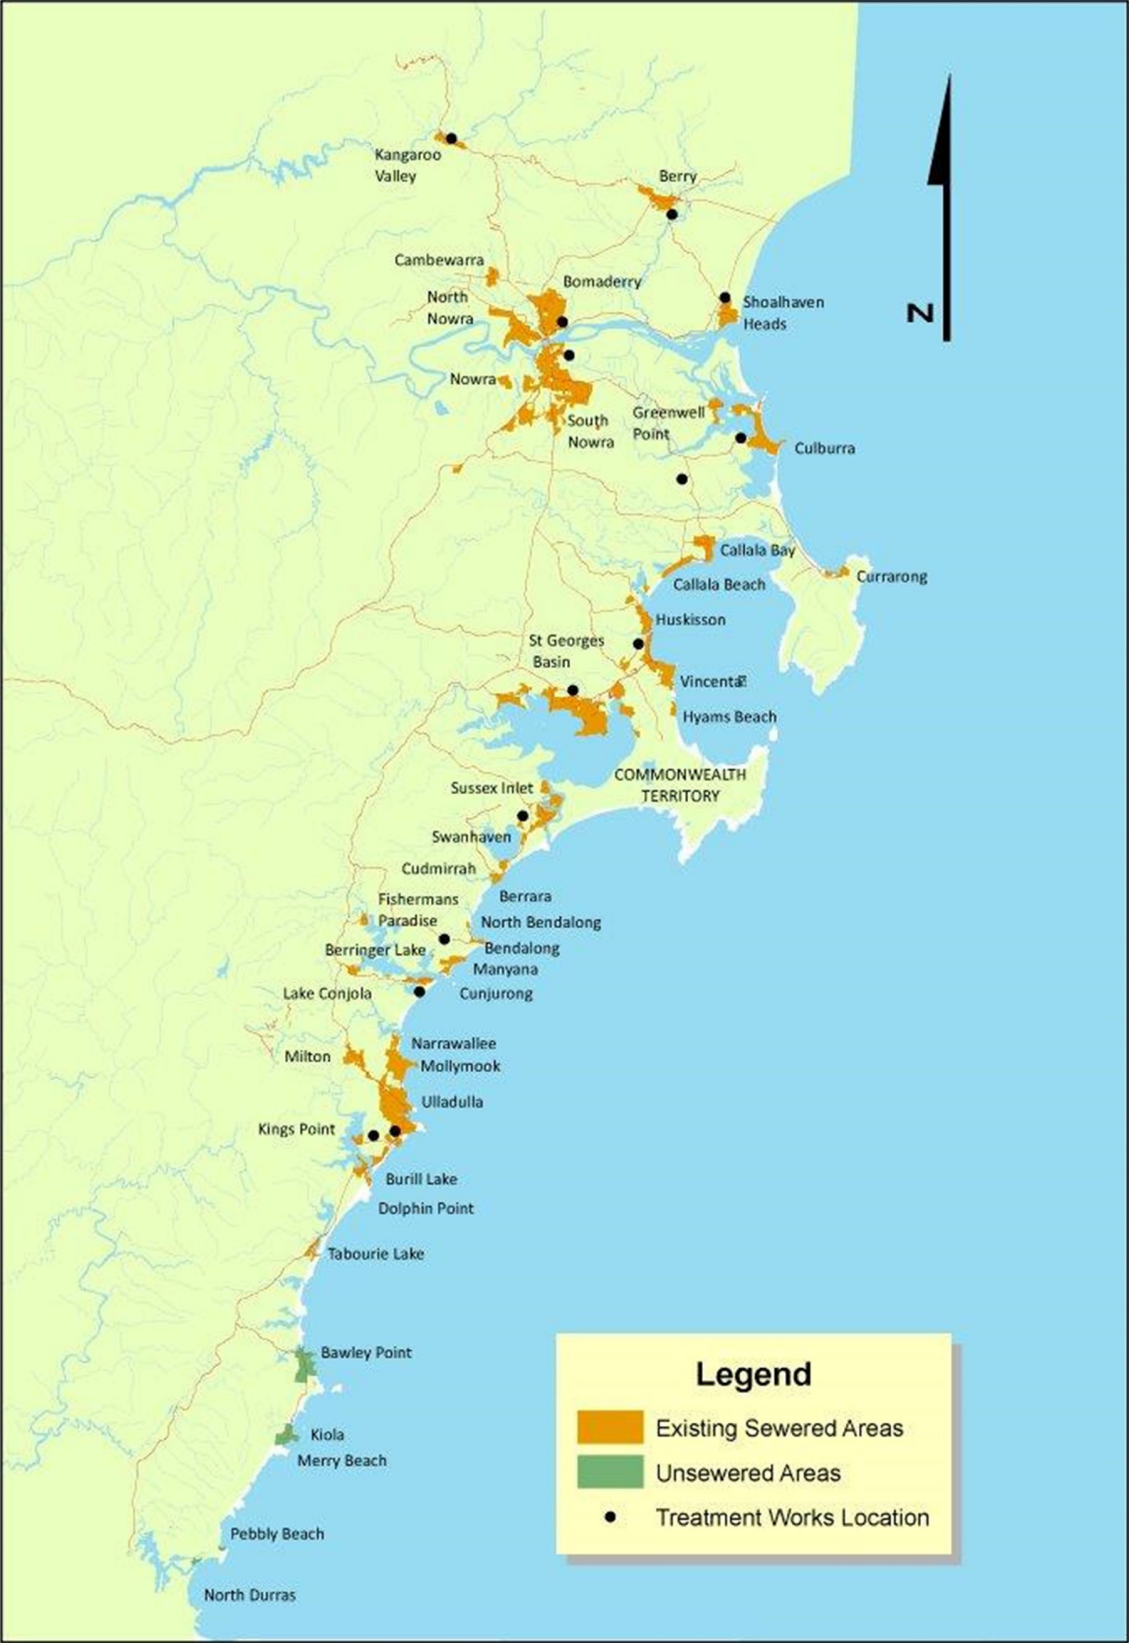 Kangaroo
Valley
Berry
Cambewarra
Bomaderry
North
Nowra
Shoalhaven
Heads
N
Nowra
Greenwell
Point
South
Nowra
Culburra
Callala Bay
Currarong
Callala Beach
Huskisson
St Georges
Basin
Vincenta
Hyams Beach
COMMONWEALTH
TERRITORY
Sussex Inlet
Swanhaven
Cudmirrah
Berrara
Fishermans
Paradise
North Bendalong
Berringer Lake
Bendalong
Manyana
Lake Conjola
Cunjurong
Narrawallee
Milton
Mollymook
Ulladulla
Kings Point
Burill Lake
Dolphin Point
Tabourie Lake
Bawley Point
Kiola
Merry Beach
Pebbly Beach
North Durras
Legend
Existing Sewered Areas
Unsewered Areas
Treatment Works Location